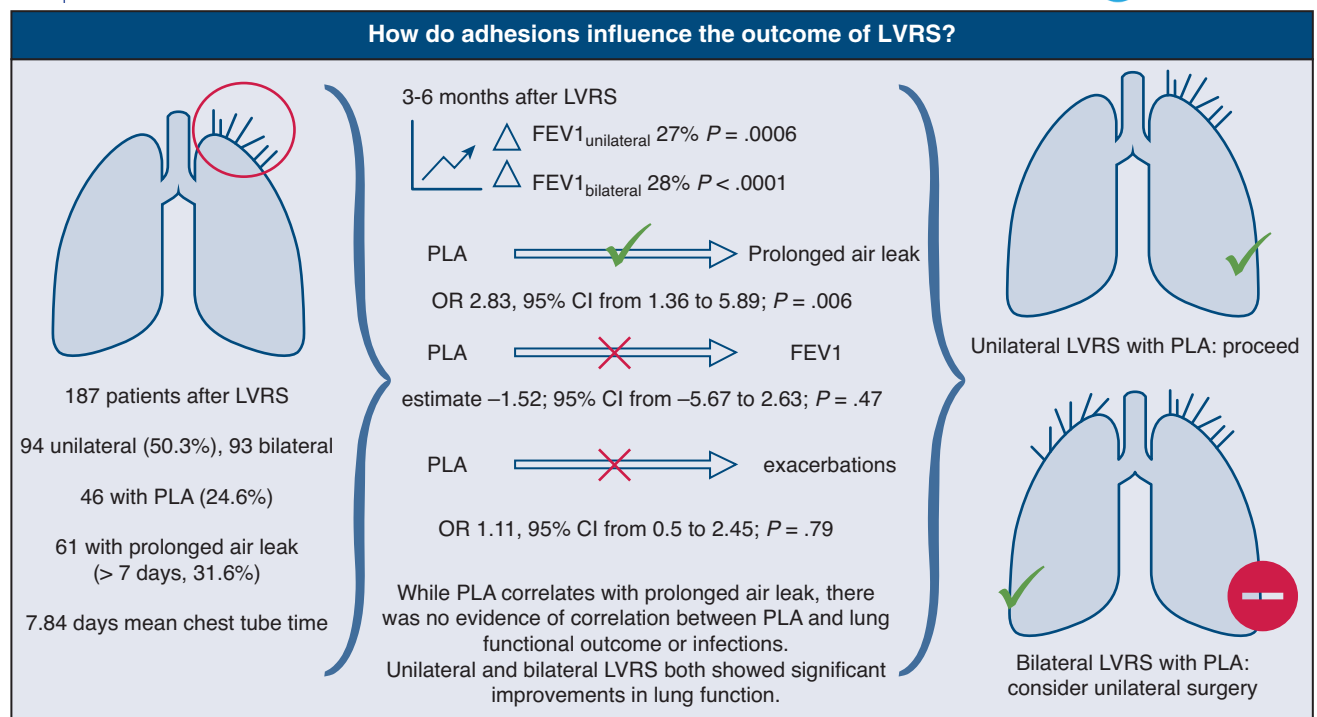 How do adhesions influence the outcome of LVRS?
187 patients after LVRS
94 unilateral (50.3%), 93 bilateral
46 with PLA (24.6%)
61 with prolonged air leak
(> 7 days, 31.6%)
7.84 days mean chest tube time
3-6 months after LVRS
△ FEV1unilateral 27% P = .0006
△ FEV1bilateral 28% P < .0001
PLA Prolonged air leak
OR 2.83, 95% CI from 1.36 to 5.89; P = .006
PLA FEV1
estimate –1.52; 95% CI from –5.67 to 2.63; P = .47
PLA exacerbations
OR 1.11, 95% CI from 0.5 to 2.45; P = .79
While PLA correlates with prolonged air leak, there
was no evidence of correlation between PLA and lung
functional outcome or infections.
Unilateral and bilateral LVRS both showed significant
improvements in lung function.
Unilateral LVRS with PLA: proceed
Bilateral LVRS with PLA:
consider unilateral surgery